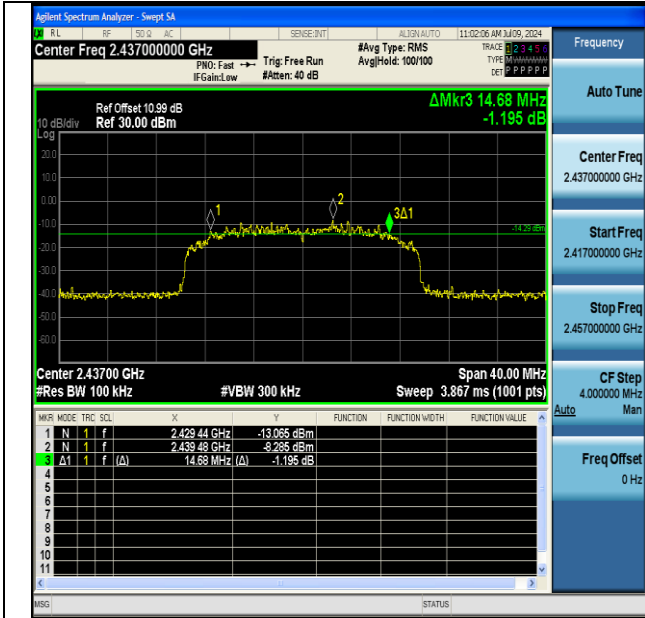 Agilent Spectrum Analyzer - Swept SA
RL RF 50 Ω AC SENSE:INT ALIGN AUTO 11:02:06 AM Jul 09, 2024
Center Freq 2.437000000 GHz
PNO: Fast
IFGain:Low
Trig: Free Run
#Atten: 40 dB
#Avg Type: RMS
Avg|Hold: 100/100
TRACE 1 2 3 4 5 6
TYPE M
DET P P P P P P
Ref Offset 10.99 dB
Ref 30.00 dBm
10 dB/div
Log
ΔMkr3 14.68 MHz
-1.195 dB
20.0
10.0
0.00
-10.0
-20.0
-30.0
-40.0
-50.0
-60.0
1
2
3Δ1
-14.29 dBm
Center 2.43700 GHz
#Res BW 100 kHz
#VBW 300 kHz
Span 40.00 MHz
Sweep 3.867 ms (1001 pts)
MKR MODE TRC SCL X Y FUNCTION FUNCTION WIDTH FUNCTION VALUE
1 N 1 f 2.429 44 GHz -13.065 dBm
2 N 1 f 2.439 48 GHz -8.285 dBm
3 Δ1 1 f (Δ) 14.68 MHz (Δ) -1.195 dB
4
5
6
7
8
9
10
11
MSG STATUS
Frequency
Auto Tune
Center Freq
2.437000000 GHz
Start Freq
2.417000000 GHz
Stop Freq
2.457000000 GHz
CF Step
4.000000 MHz
Auto Man
Freq Offset
0 Hz